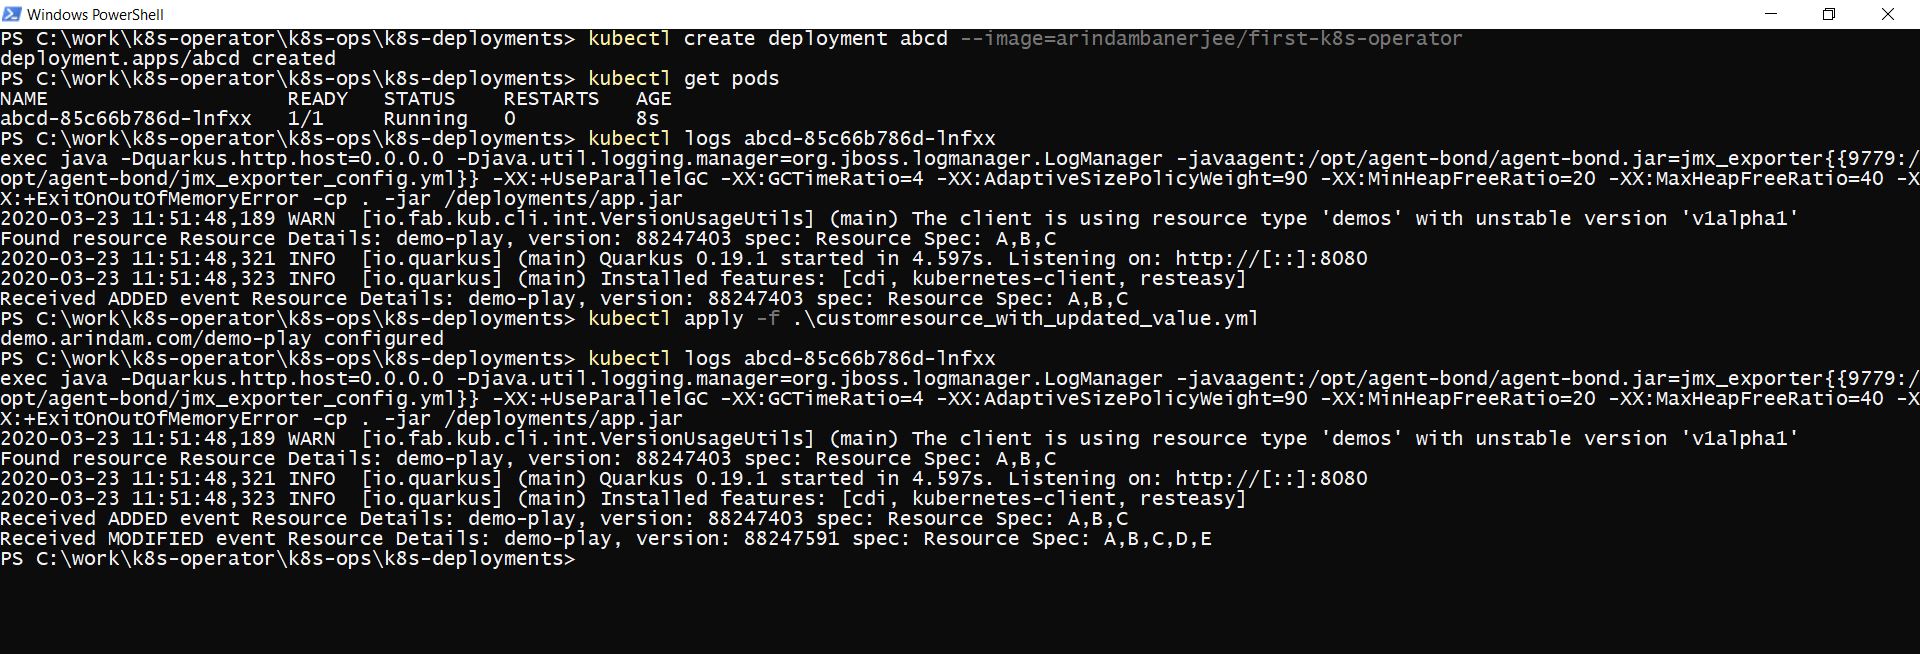 Windows PowerShell
PS C:\work\k8s-operator\k8s-ops\k8s-deployments> kubectl create deployment abcd --image=arindambanerjee/first-k8s-operator
deployment.apps/abcd created
PS C:\work\k8s-operator\k8s-ops\k8s-deployments> kubectl get pods
NAME                    READY   STATUS    RESTARTS   AGE
abcd-85c66b786d-lnfxx   1/1     Running   0          8s
PS C:\work\k8s-operator\k8s-ops\k8s-deployments> kubectl logs abcd-85c66b786d-lnfxx
exec java -Dquarkus.http.host=0.0.0.0 -Djava.util.logging.manager=org.jboss.logmanager.LogManager -javaagent:/opt/agent-bond/agent-bond.jar=jmx_exporter{{9779:/
opt/agent-bond/jmx_exporter_config.yml}} -XX:+UseParallelGC -XX:GCTimeRatio=4 -XX:AdaptiveSizePolicyWeight=90 -XX:MinHeapFreeRatio=20 -XX:MaxHeapFreeRatio=40 -X
X:+ExitOnOutOfMemoryError -cp . -jar /deployments/app.jar
2020-03-23 11:51:48,189 WARN  [io.fab.kub.cli.int.VersionUsageUtils] (main) The client is using resource type 'demos' with unstable version 'v1alpha1'
Found resource Resource Details: demo-play, version: 88247403 spec: Resource Spec: A,B,C
2020-03-23 11:51:48,321 INFO  [io.quarkus] (main) Quarkus 0.19.1 started in 4.597s. Listening on: http://[::]:8080
2020-03-23 11:51:48,323 INFO  [io.quarkus] (main) Installed features: [cdi, kubernetes-client, resteasy]
Received ADDED event Resource Details: demo-play, version: 88247403 spec: Resource Spec: A,B,C
PS C:\work\k8s-operator\k8s-ops\k8s-deployments> kubectl apply -f .\customresource_with_updated_value.yml
demo.arindam.com/demo-play configured
PS C:\work\k8s-operator\k8s-ops\k8s-deployments> kubectl logs abcd-85c66b786d-lnfxx
exec java -Dquarkus.http.host=0.0.0.0 -Djava.util.logging.manager=org.jboss.logmanager.LogManager -javaagent:/opt/agent-bond/agent-bond.jar=jmx_exporter{{9779:/
opt/agent-bond/jmx_exporter_config.yml}} -XX:+UseParallelGC -XX:GCTimeRatio=4 -XX:AdaptiveSizePolicyWeight=90 -XX:MinHeapFreeRatio=20 -XX:MaxHeapFreeRatio=40 -X
X:+ExitOnOutOfMemoryError -cp . -jar /deployments/app.jar
2020-03-23 11:51:48,189 WARN  [io.fab.kub.cli.int.VersionUsageUtils] (main) The client is using resource type 'demos' with unstable version 'v1alpha1'
Found resource Resource Details: demo-play, version: 88247403 spec: Resource Spec: A,B,C
2020-03-23 11:51:48,321 INFO  [io.quarkus] (main) Quarkus 0.19.1 started in 4.597s. Listening on: http://[::]:8080
2020-03-23 11:51:48,323 INFO  [io.quarkus] (main) Installed features: [cdi, kubernetes-client, resteasy]
Received ADDED event Resource Details: demo-play, version: 88247403 spec: Resource Spec: A,B,C
Received MODIFIED event Resource Details: demo-play, version: 88247591 spec: Resource Spec: A,B,C,D,E
PS C:\work\k8s-operator\k8s-ops\k8s-deployments>